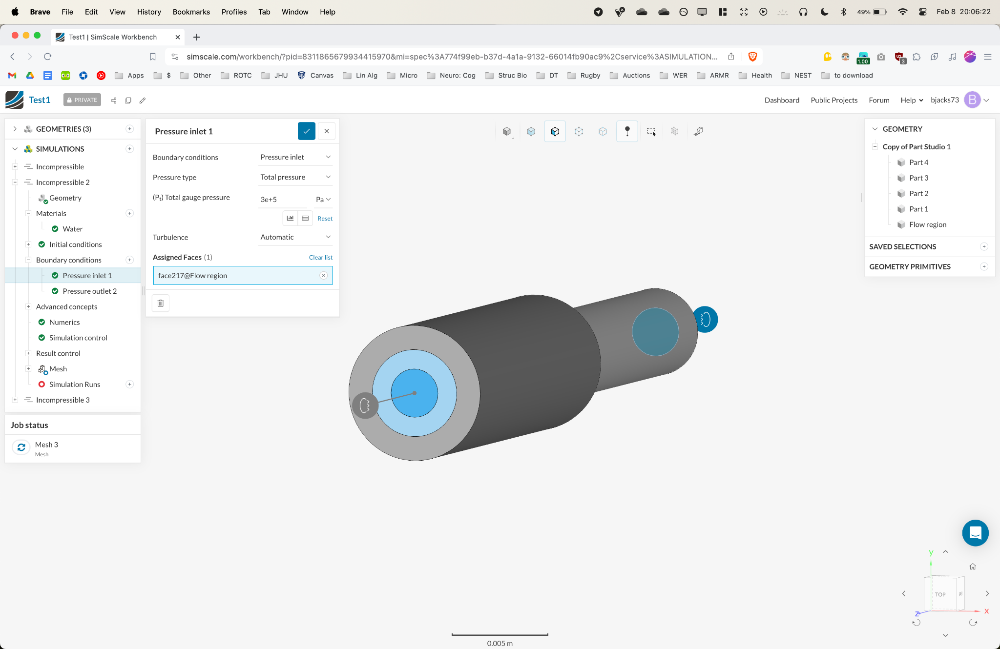 Brave File Edit View History Bookmarks Profiles Tab Window Help 49% Feb 8 20:06:22
Test1 | SimScale Workbench
simscale.com/workbench/?pid=8311865679934415970&mi=spec%3A774f99eb-b37d-4a1a-9132-66014fb90ac9%2Cservice%3ASIMULATION... 1.00 3
Apps $ Other ROTC JHU Canvas Lin Alg Micro Neuro: Cog Struc Bio DT Rugby Auctions WER ARMR Health NEST to download
Test1 PRIVATE Dashboard Public Projects Forum Help bjacks73 B
GEOMETRIES (3)
SIMULATIONS
Incompressible
Incompressible 2
Geometry
Materials
Water
Initial conditions
Boundary conditions
Pressure inlet 1
Pressure outlet 2
Advanced concepts
Numerics
Simulation control
Result control
Mesh
Simulation Runs
Incompressible 3
Job status
Mesh 3
Mesh
Pressure inlet 1
Boundary conditions Pressure inlet
Pressure type Total pressure
(Pt) Total gauge pressure 3e+5 Pa
Reset
Turbulence Automatic
Assigned Faces (1) Clear list
face217@Flow region
GEOMETRY
Copy of Part Studio 1
Part 4
Part 3
Part 2
Part 1
Flow region
SAVED SELECTIONS
GEOMETRY PRIMITIVES
y
TOP
z x
0.005 m